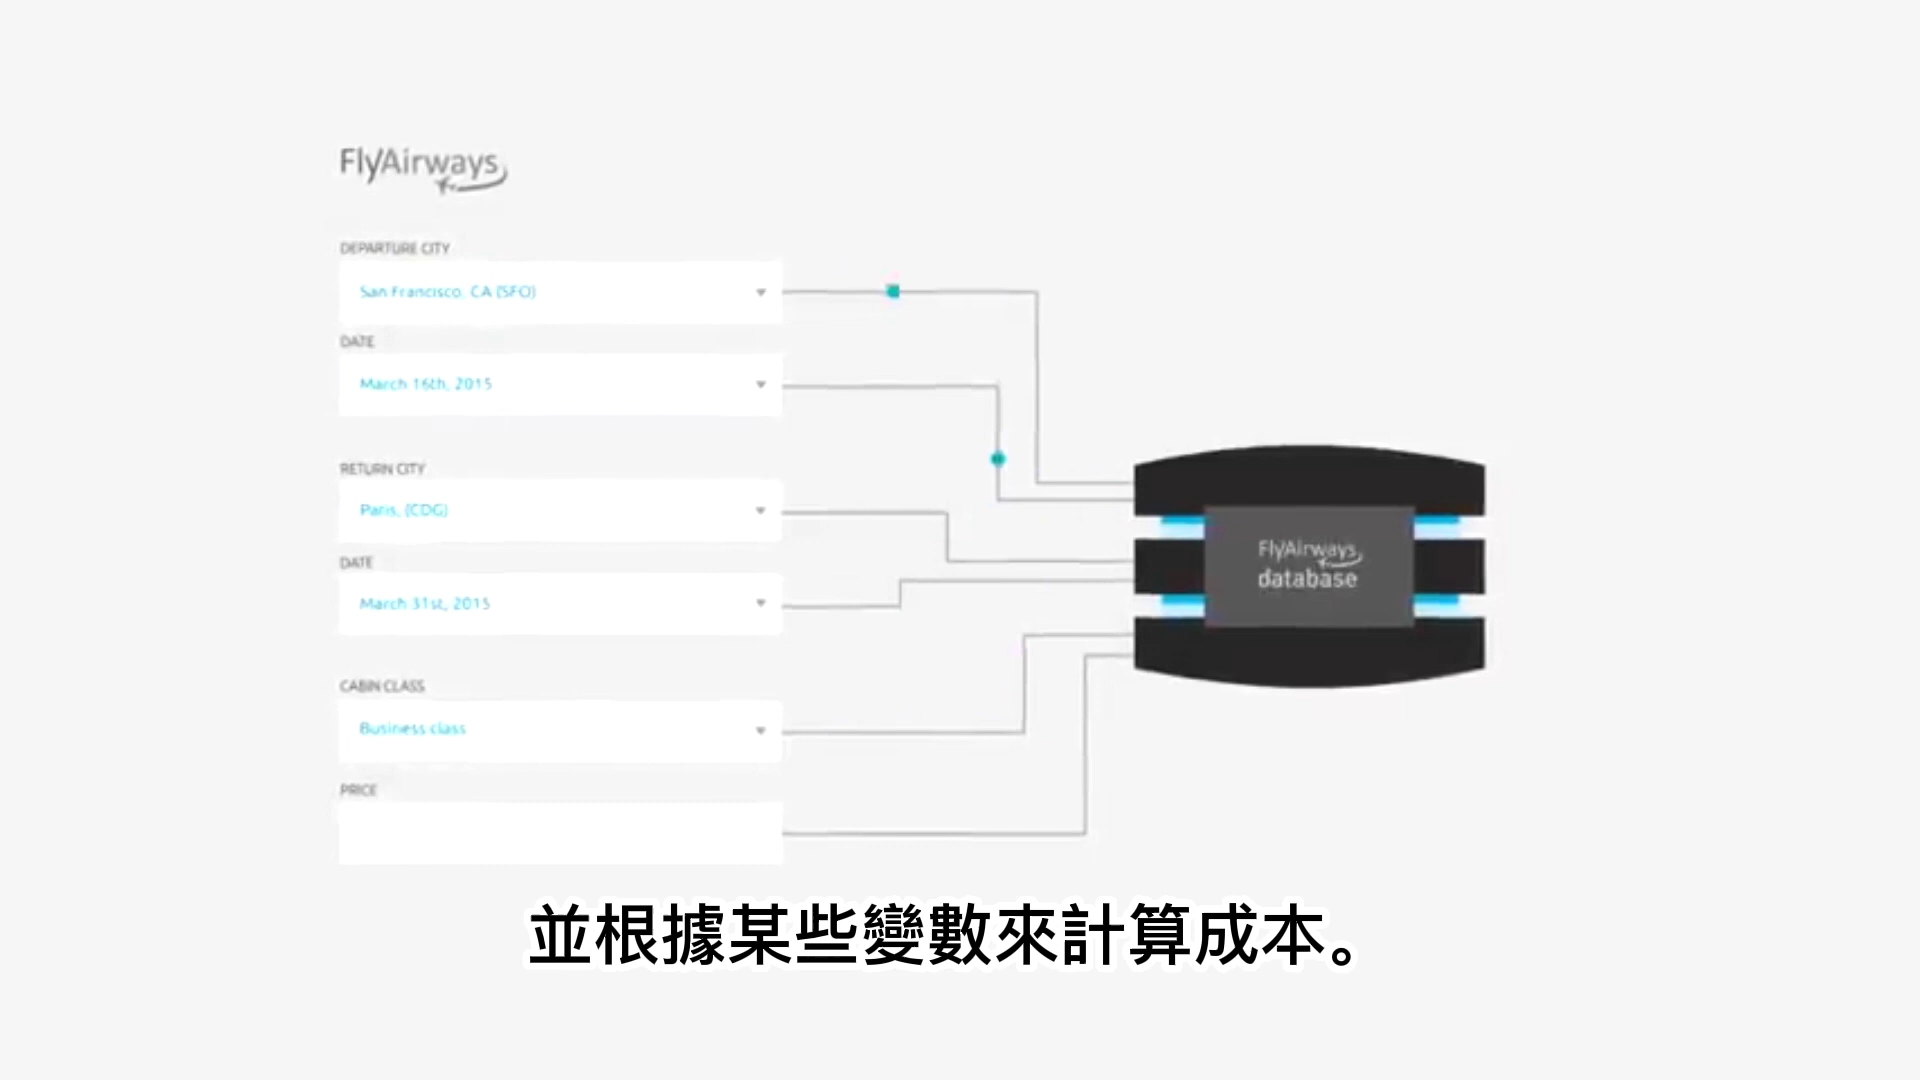 FlyAirways
DEPARTURE CITY
San Francisco, CA (SFO)
DATE
March 16th, 2015
RETURN CITY
Paris, (CDG)
DATE
March 31st, 2015
CABIN CLASS
Business class
PRICE
FlyAirways
database
並根據某些變數來計算成本。